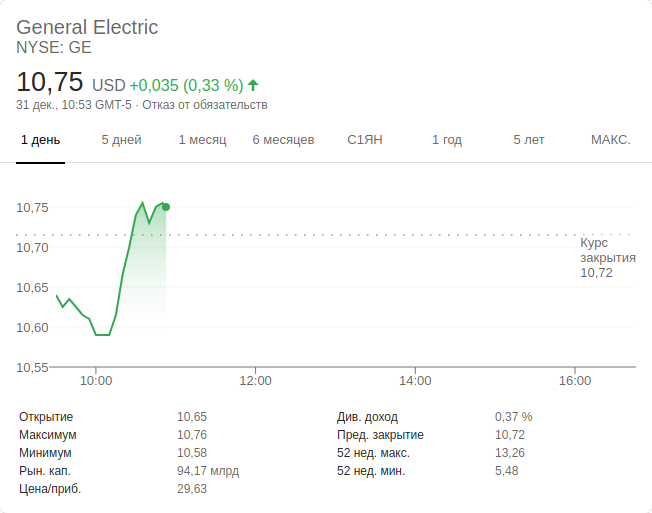 General Electric
NYSE: GE
10,75 USD +0,035 (0,33 %)
31 дек., 10:53 GMT-5 · Отказ от обязательств
1 день 5 дней 1 месяц 6 месяцев С1ЯН 1 год 5 лет МАКС.
10,75
10,70
10,65
10,60
10,55
Курс
закрытия
10,72
10:00 12:00 14:00 16:00
Открытие 10,65 Див. доход 0,37 %
Максимум 10,76 Пред. закрытие 10,72
Минимум 10,58 52 нед. макс. 13,26
Рын. кап. 94,17 млрд 52 нед. мин. 5,48
Цена/приб. 29,63